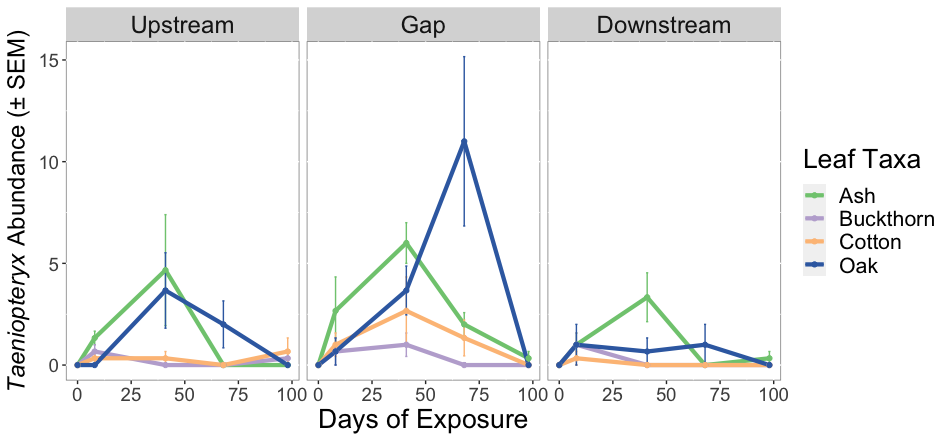 Upstream Gap Downstream
Taeniopteryx Abundance (± SEM)
15
10
5
0
0 25 50 75 100 0 25 50 75 100 0 25 50 75 100
Days of Exposure
Leaf Taxa
Ash
Buckthorn
Cotton
Oak